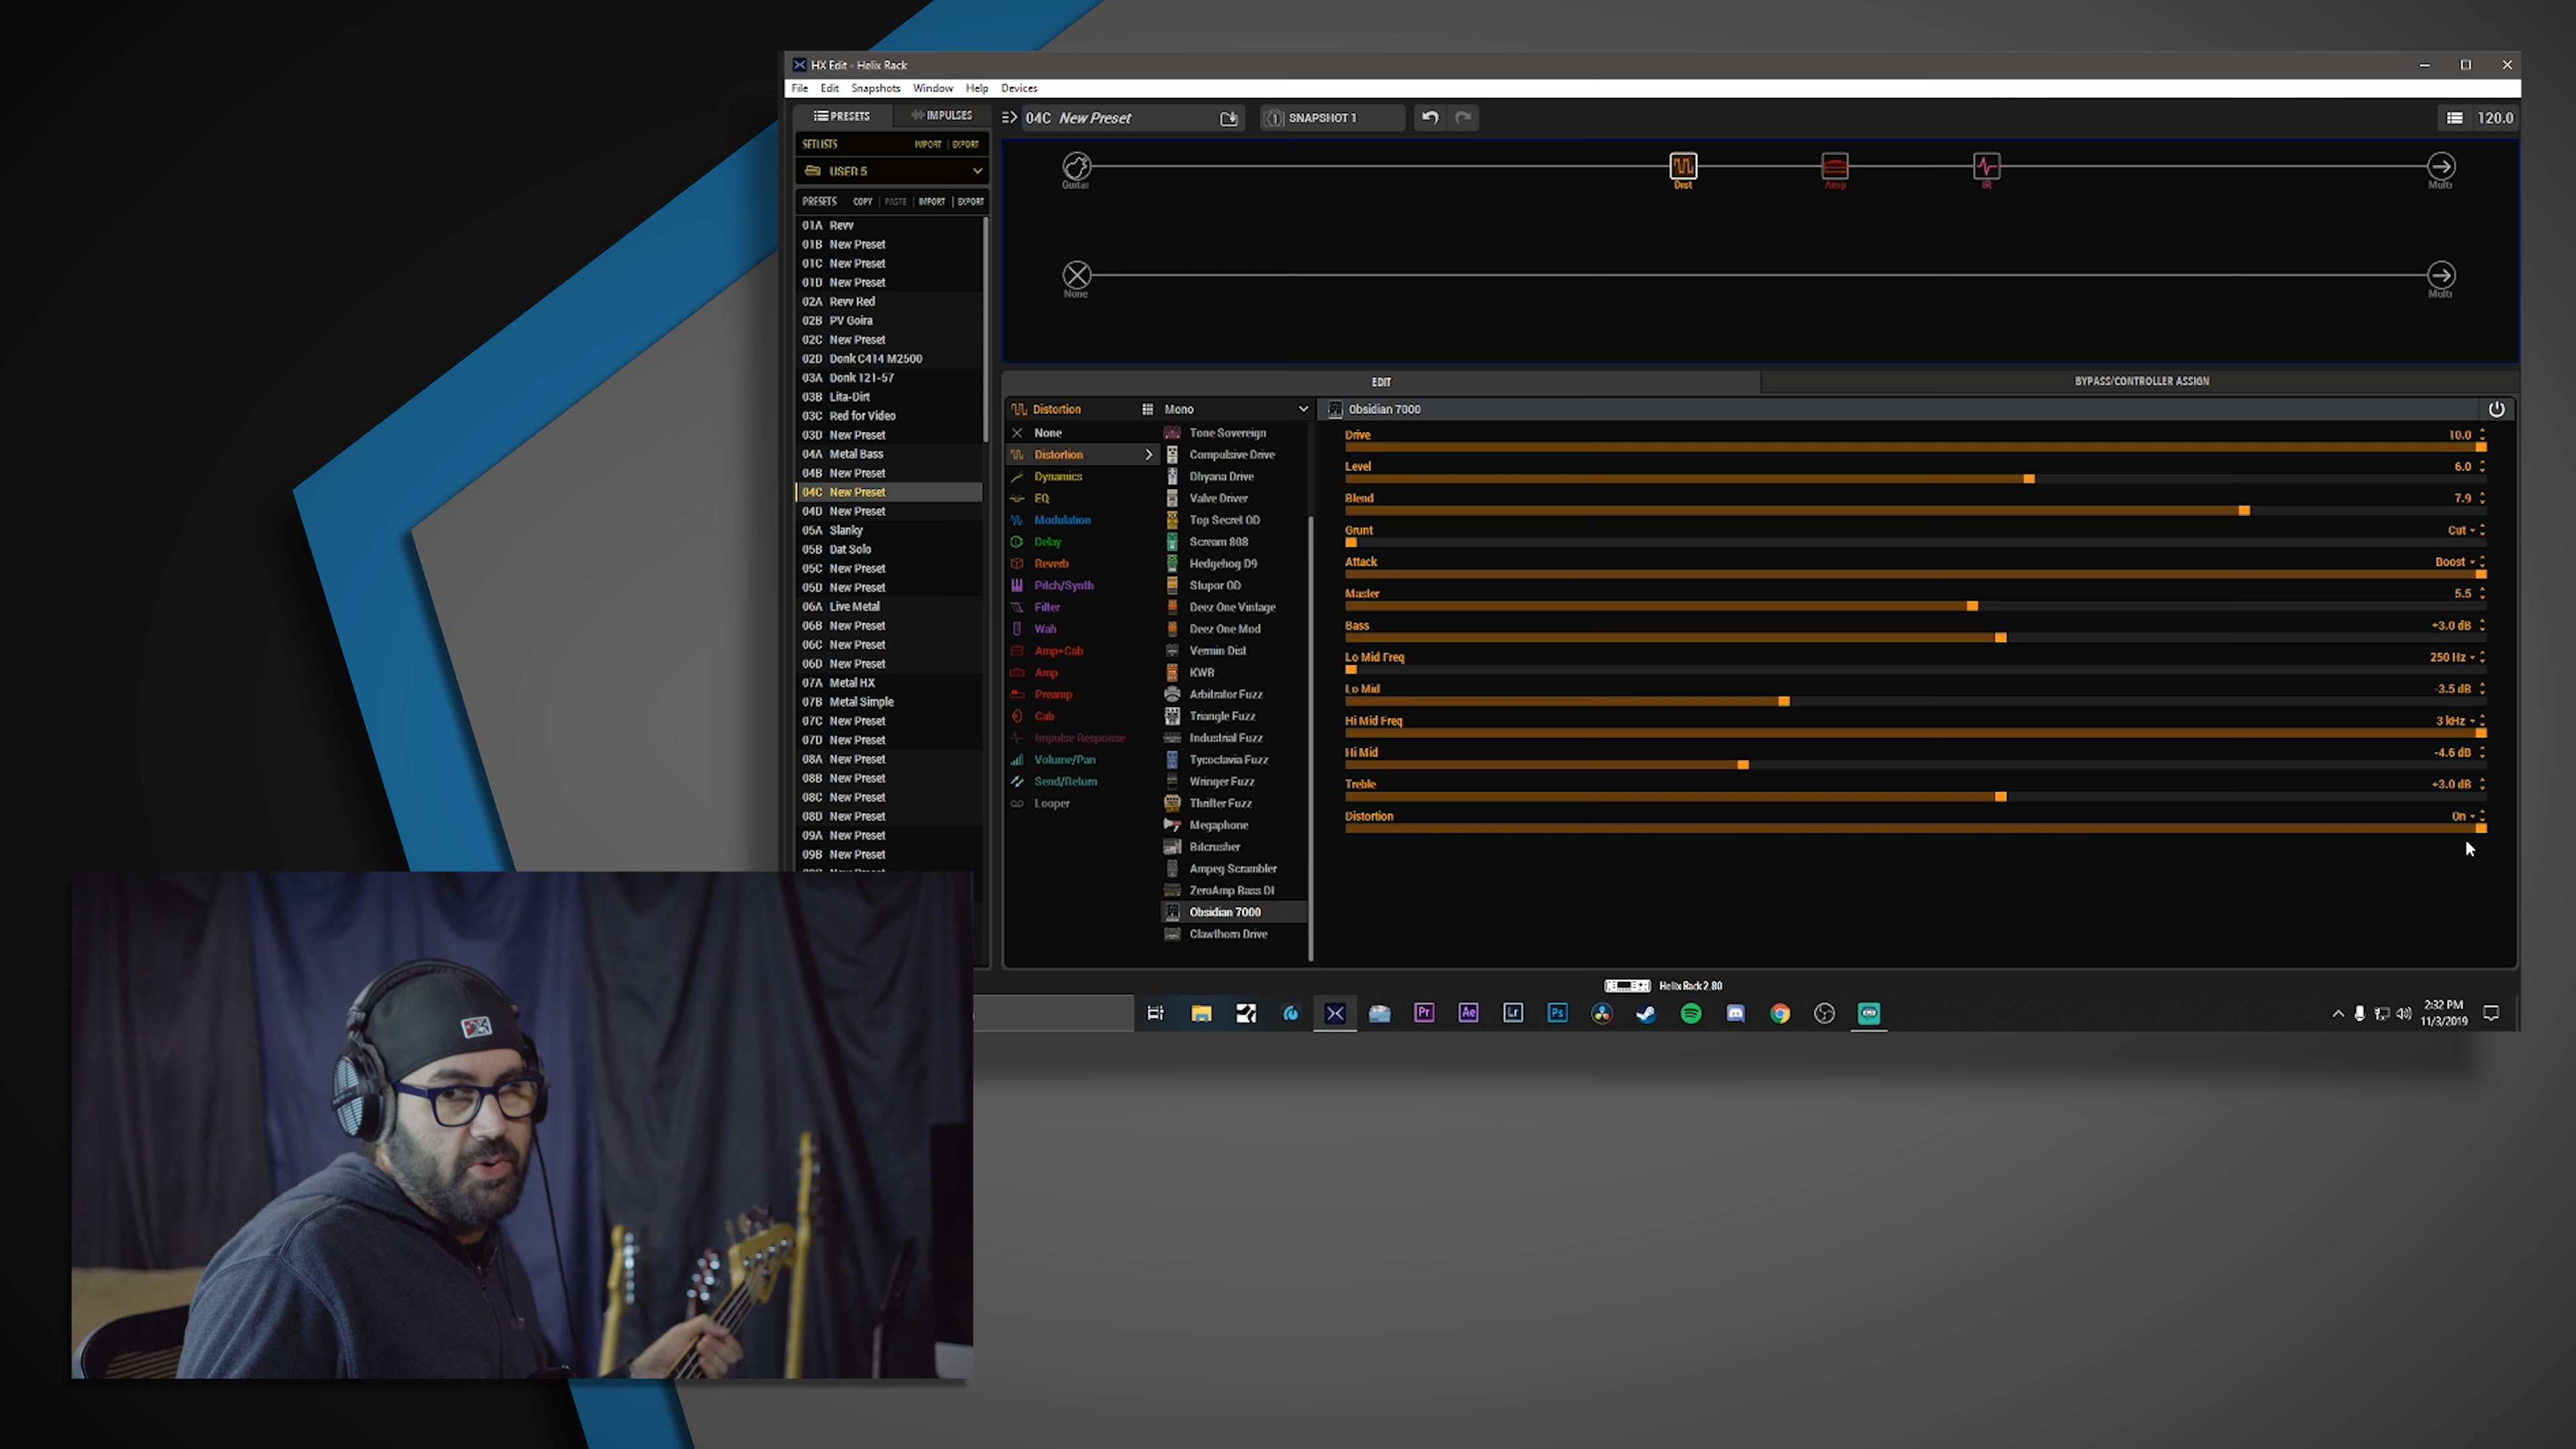 HX Edit - Helix Rack
File Edit Snapshots Window Help Devices
PRESETS IMPULSES
04C New Preset
SNAPSHOT 1
120.0
SETLISTS IMPORT | EXPORT
USER 5
PRESETS COPY | PASTE | IMPORT | EXPORT
01A Revv
01B New Preset
01C New Preset
01D New Preset
02A Revv Red
02B PV Goira
02C New Preset
02D Donk C414 M2500
03A Donk 121-57
03B Lita-Dirt
03C Red for Video
03D New Preset
04A Metal Bass
04B New Preset
04C New Preset
04D New Preset
05A Slanky
05B Dat Solo
05C New Preset
05D New Preset
06A Live Metal
06B New Preset
06C New Preset
06D New Preset
07A Metal HX
07B Metal Simple
07C New Preset
07D New Preset
08A New Preset
08B New Preset
08C New Preset
08D New Preset
09A New Preset
09B New Preset
Guitar
Dist
Amp
IR
Multi
None
Multi
EDIT
BYPASS/CONTROLLER ASSIGN
Distortion
Mono
Obsidian 7000
None
Distortion
Dynamics
EQ
Modulation
Delay
Reverb
Pitch/Synth
Filter
Wah
Amp+Cab
Amp
Preamp
Cab
Impulse Response
Volume/Pan
Send/Return
Looper
Tone Sovereign
Compulsive Drive
Dhyana Drive
Valve Driver
Top Secret OD
Scream 808
Hedgehog D9
Stupor OD
Deez One Vintage
Deez One Mod
Vermin Dist
KWB
Arbitrator Fuzz
Triangle Fuzz
Industrial Fuzz
Tycoctavia Fuzz
Wringer Fuzz
Thrifter Fuzz
Megaphone
Bitcrusher
Ampeg Scrambler
ZeroAmp Bass DI
Obsidian 7000
Clawthorn Drive
Drive 10.0
Level 6.0
Blend 7.9
Grunt Cut
Attack Boost
Master 5.5
Bass +3.0 dB
Lo Mid Freq 250 Hz
Lo Mid -3.5 dB
Hi Mid Freq 3 kHz
Hi Mid -4.6 dB
Treble +3.0 dB
Distortion On
Helix Rack 2.80
Pr
Ae
Lr
Ps
2:32 PM
11/3/2019